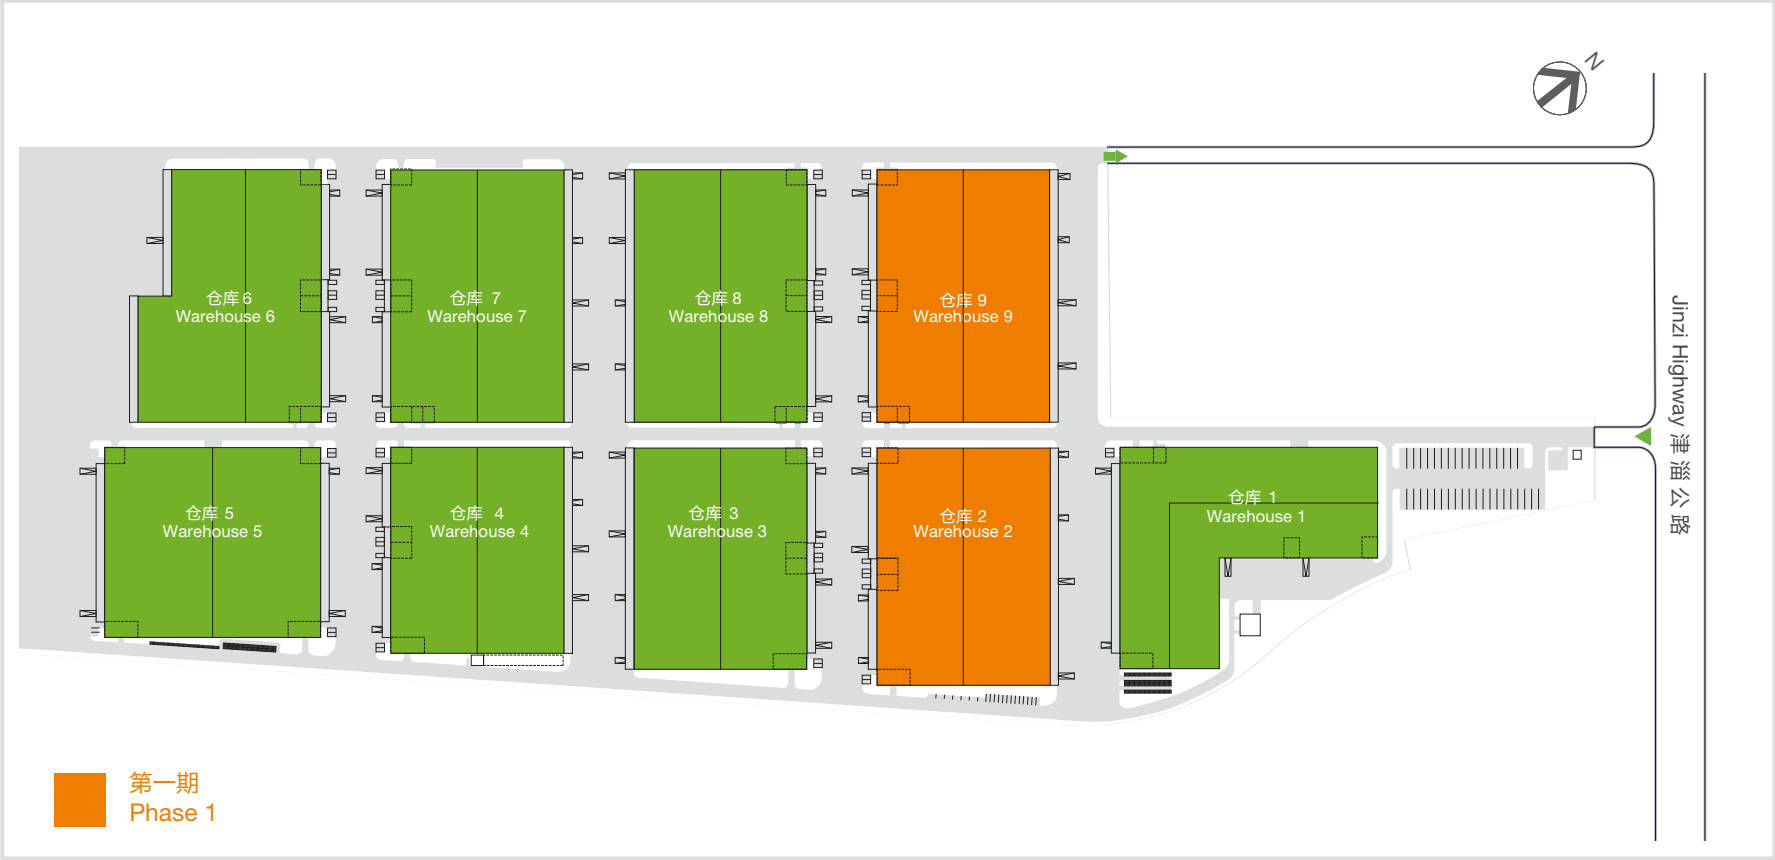 N
仓库6
Warehouse 6
仓库 7
Warehouse 7
仓库 8
Warehouse 8
仓库 9
Warehouse 9
Jinzi Highway 津淄公路
仓库 5
Warehouse 5
仓库 4
Warehouse 4
仓库 3
Warehouse 3
仓库 2
Warehouse 2
仓库 1
Warehouse 1
第一期
Phase 1